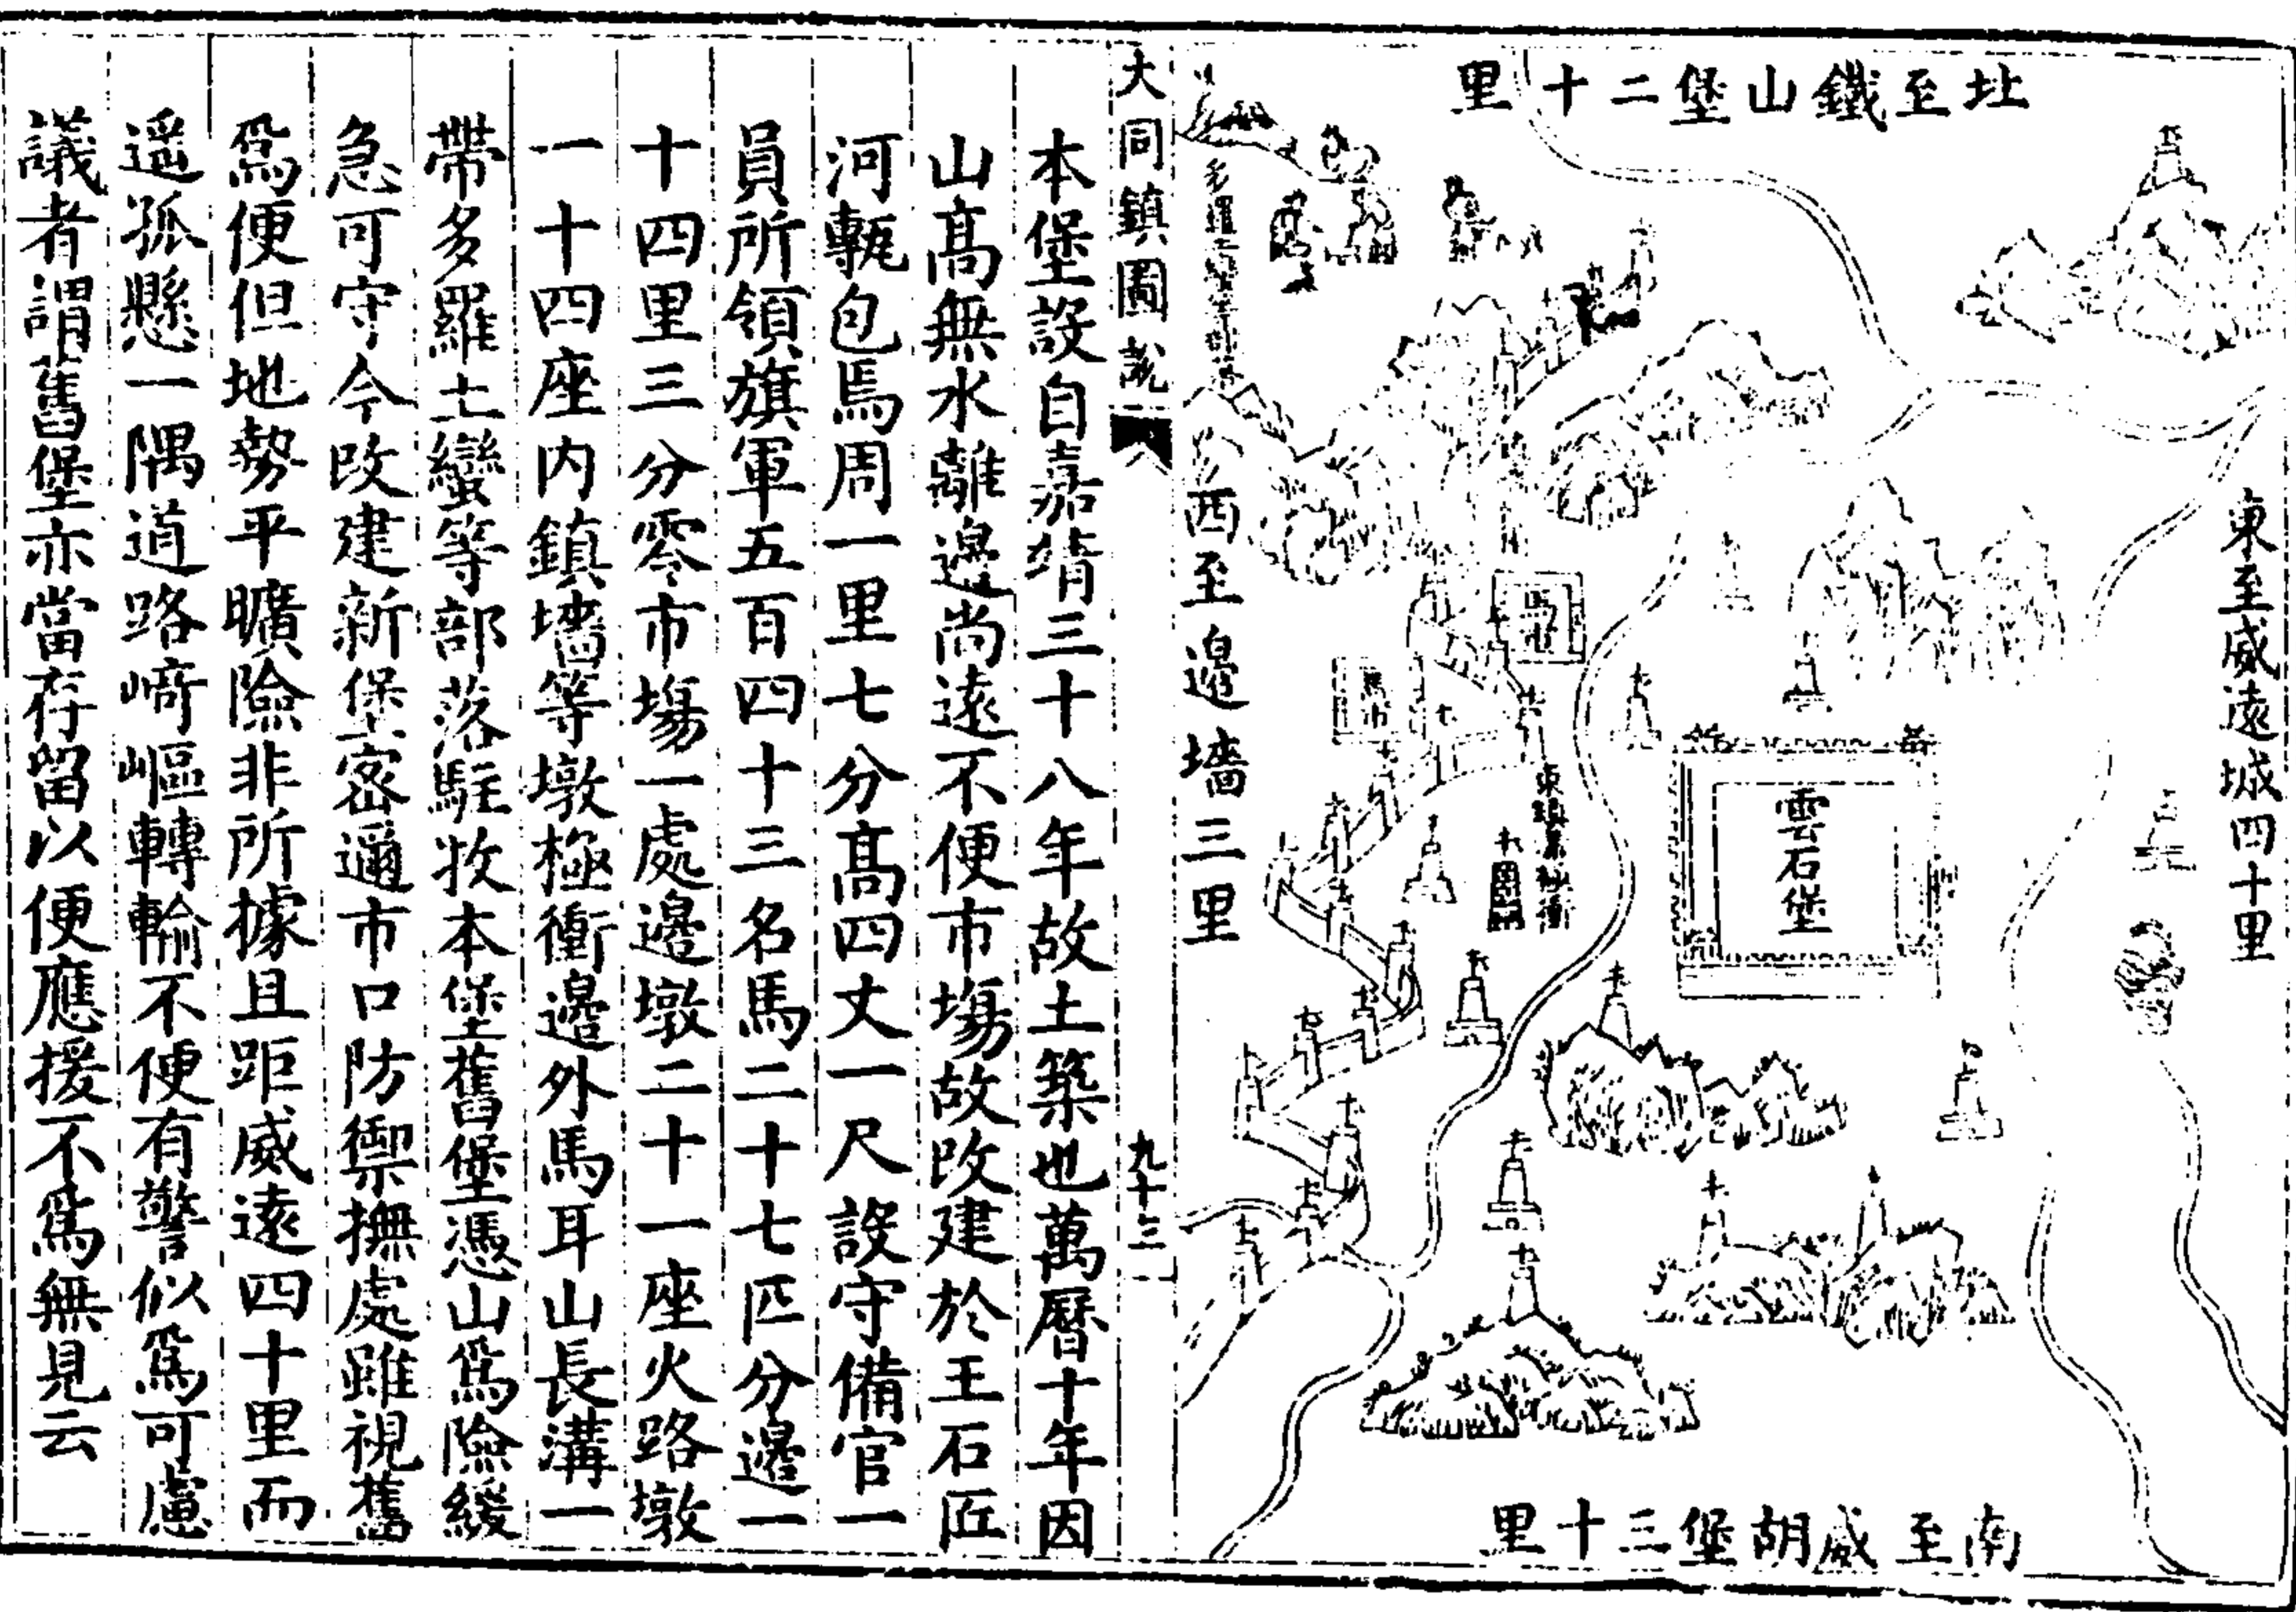 北至鐵山堡二十里
東至威遠城四十里
雲石堡
馬市
馬市
西至邊墻三里
南至威胡堡三十里
大同鎮圖說
九十三
本堡設自嘉靖三十八年故土築也萬曆十年因
山高無水離邊尚遠不便市場故改建於王石匠
河甎包焉周一里七分高四丈一尺設守備官一
員所領旗軍五百四十三名馬二十七匹分邊一
十四里三分零市場一處邊墩二十一座火路墩
一十四座内鎮墻等墩極衝邊外馬耳山長溝一
帶多羅土蠻等部落駐牧本堡舊堡憑山爲險緩
急可守今改建新堡密邇市口防禦撫處雖視舊
爲便但地勢平曠險非所據且距威遠四十里而
遥孤懸一隅道路崎嶇轉輸不便有警似爲可慮
議者謂舊堡亦當存留以便應援不爲無見云